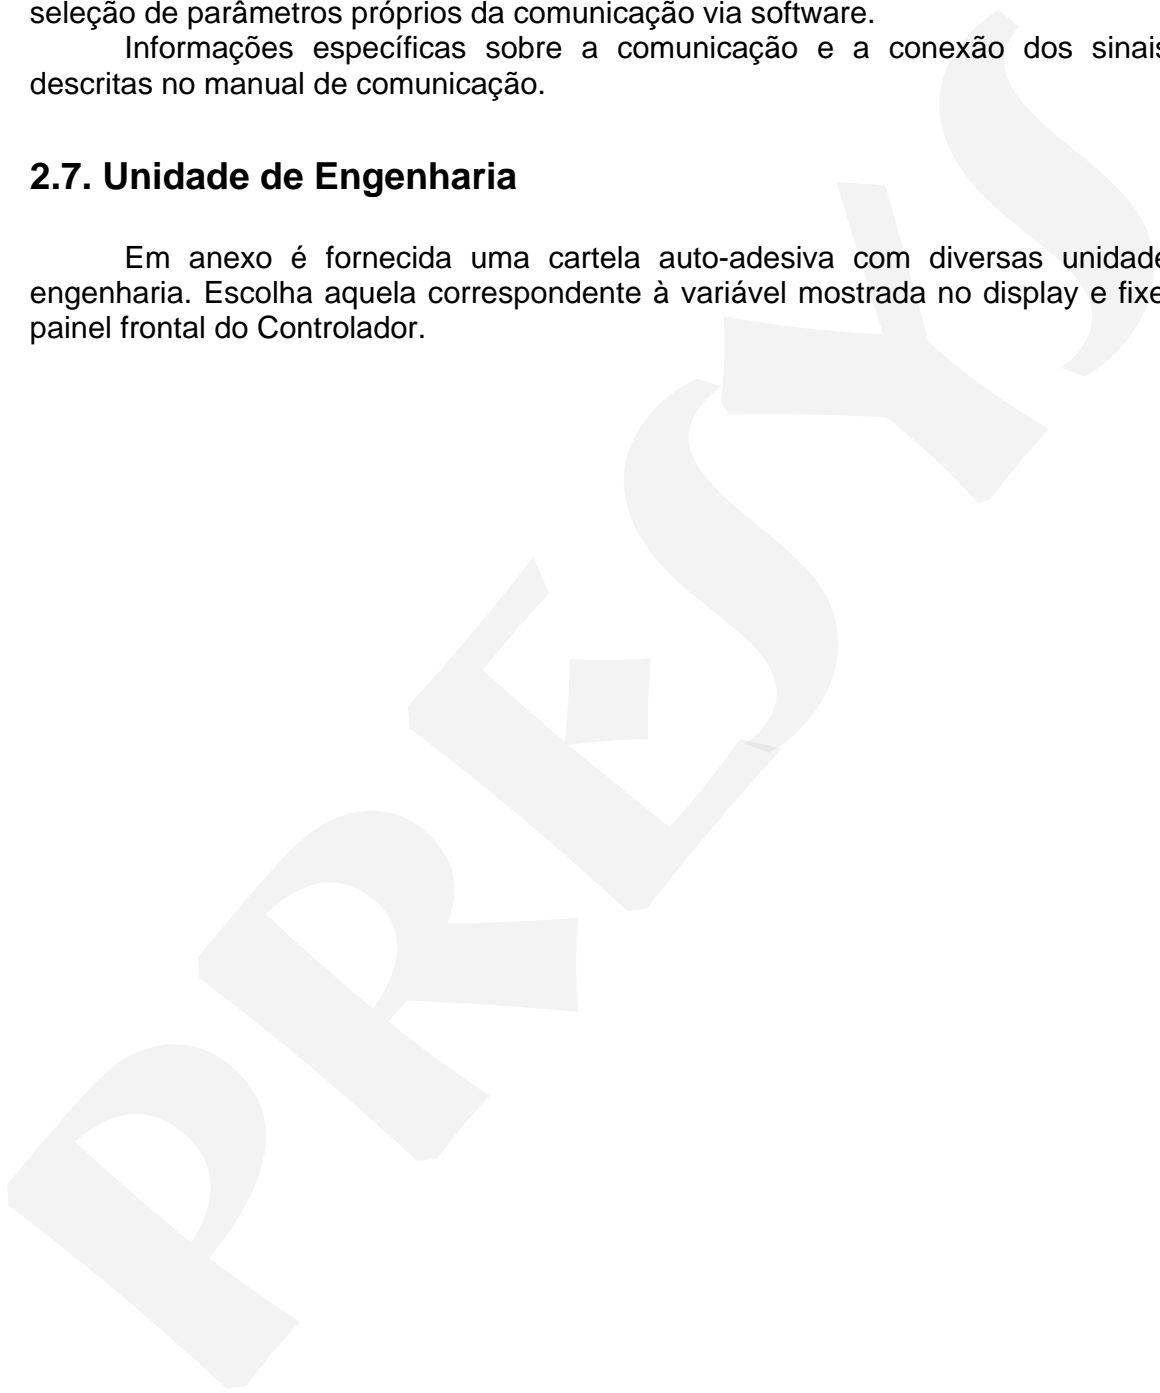 seleção de parâmetros próprios da comunicação via software.
Informações específicas sobre a comunicação e a conexão dos sinais
descritas no manual de comunicação.
2.7. Unidade de Engenharia
Em anexo é fornecida uma cartela auto-adesiva com diversas unidade
engenharia. Escolha aquela correspondente à variável mostrada no display e fixe
painel frontal do Controlador.
PRESYS